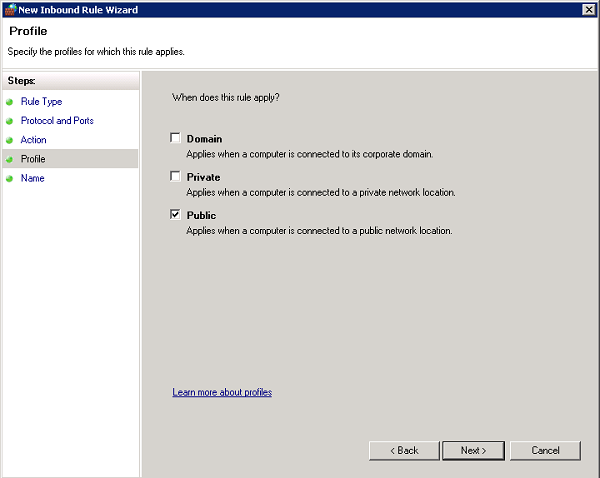 New Inbound Rule Wizard
Profile
Specify the profiles for which this rule applies.
Steps:
Rule Type
Protocol and Ports
Action
Profile
Name
When does this rule apply?
Domain
Applies when a computer is connected to its corporate domain.
Private
Applies when a computer is connected to a private network location.
Public
Applies when a computer is connected to a public network location.
Learn more about profiles
< Back
Next >
Cancel